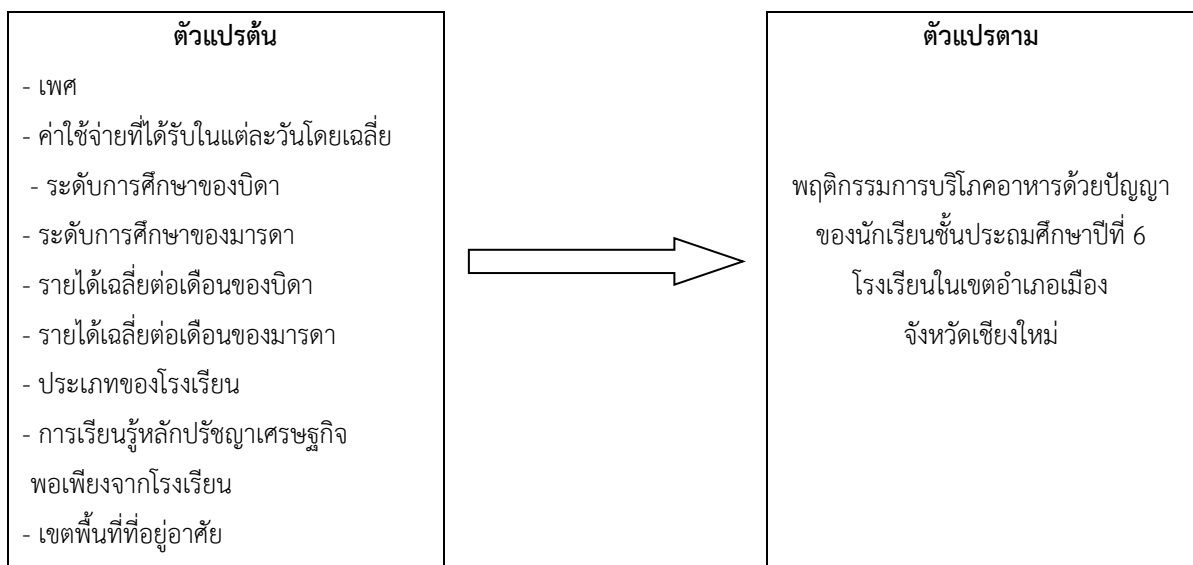 ตัวแปรต้น
- เพศ
- ค่าใช้จ่ายที่ได้รับในแต่ละวันโดยเฉลี่ย
- ระดับการศึกษาของบิดา
- ระดับการศึกษาของมารดา
- รายได้เฉลี่ยต่อเดือนของบิดา
- รายได้เฉลี่ยต่อเดือนของมารดา
- ประเภทของโรงเรียน
- การเรียนรู้หลักปรัชญาเศรษฐกิจ
พอเพียงจากโรงเรียน
- เขตพื้นที่ที่อยู่อาศัย
ตัวแปรตาม
พฤติกรรมการบริโภคอาหารด้วยปัญญา
ของนักเรียนชั้นประถมศึกษาปีที่ 6
โรงเรียนในเขตอำเภอเมือง
จังหวัดเชียงใหม่